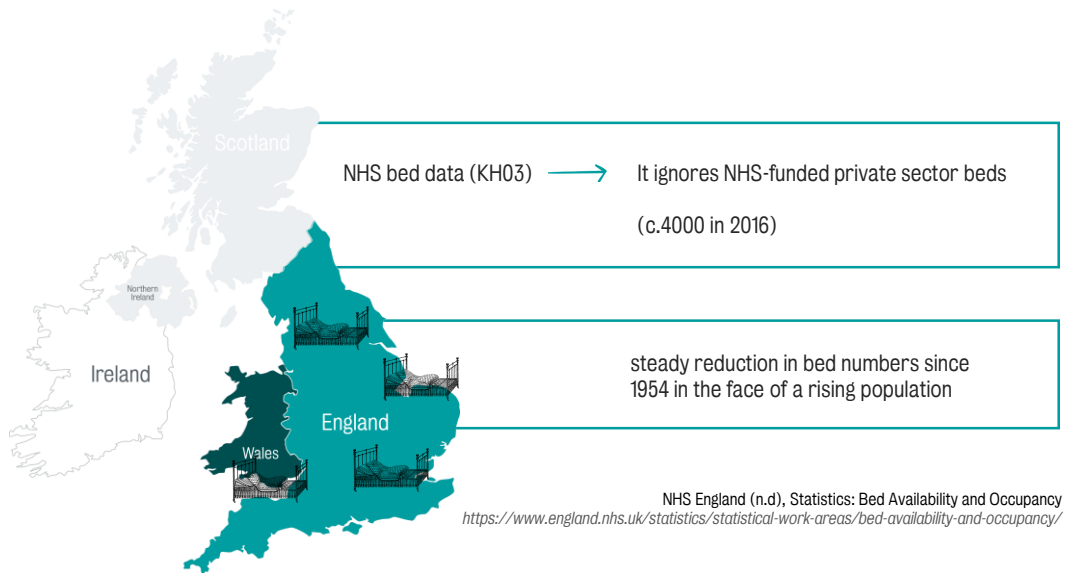 Scotland
NHS bed data (KH03)
It ignores NHS-funded private sector beds
(c.4000 in 2016)
Northern
Ireland
Ireland
steady reduction in bed numbers since
1954 in the face of a rising population
England
Wales
NHS England (n.d), Statistics: Bed Availability and Occupancy
https://www.england.nhs.uk/statistics/statistical-work-areas/bed-availability-and-occupancy/